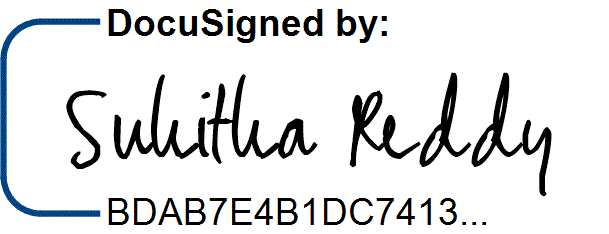 DocuSigned by:
Suhitha Reddy
BDAB7E4B1DC7413...